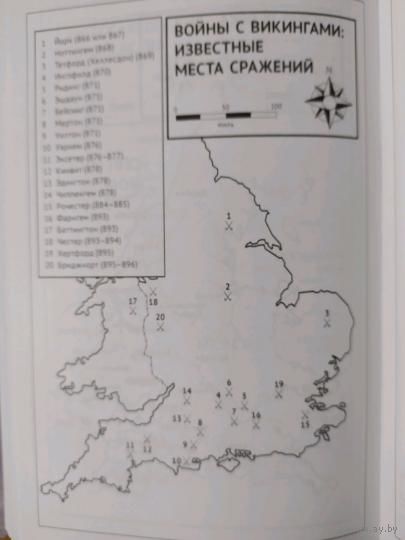 ВОЙНЫ С ВИКИНГАМИ:
ИЗВЕСТНЫЕ
МЕСТА СРАЖЕНИЙ
N
0 50 100
мили
1 Йорк (866 или 867)
2 Ноттингем (868)
3 Тетфорд (Хеллесдон) (869)
4 Инглфилд (870)
5 Рединг (871)
6 Эшдаун (871)
7 Бейсинг (871)
8 Мертон (871)
9 Уилтон (871)
10 Уорхем (876)
11 Эксетер (876–877)
12 Кинвит (878)
13 Эдингтон (878)
14 Чиппенгем (878)
15 Рочестер (884–885)
16 Фарнгем (893)
17 Баттингтон (893)
18 Честер (893–894)
19 Хертфорд (895)
20 Бриджнорт (895–896)
1
2
3
17
18
20
14
4
6
5
19
13
7
16
15
8
11
12
9
10